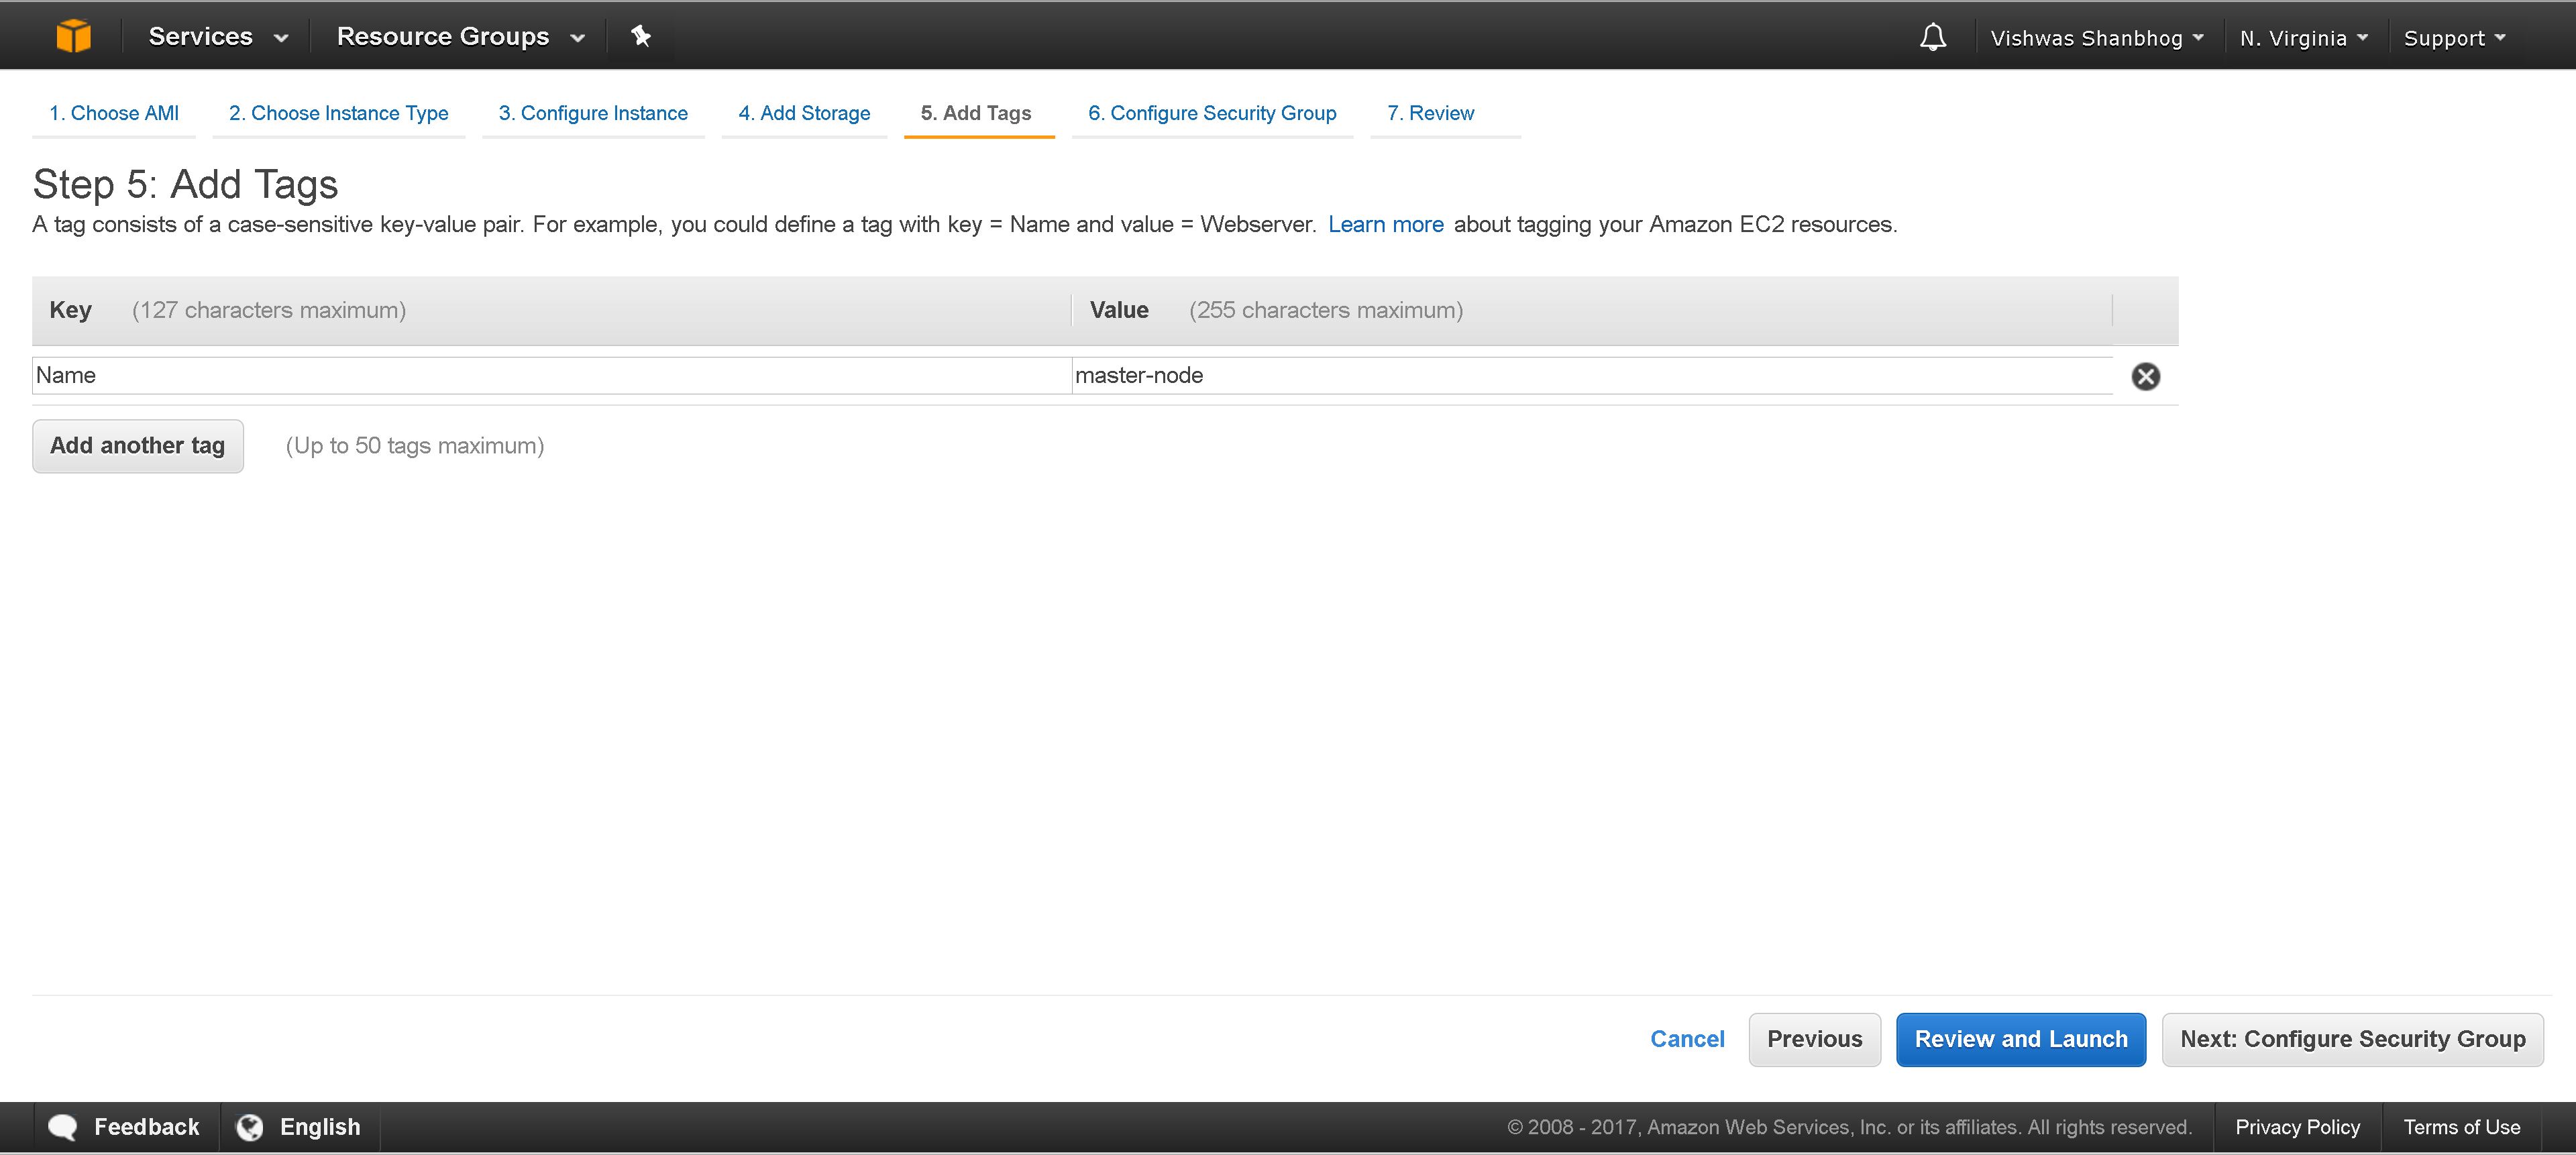 Services Resource Groups Vishwas Shanbhog N. Virginia Support
1. Choose AMI 2. Choose Instance Type 3. Configure Instance 4. Add Storage 5. Add Tags 6. Configure Security Group 7. Review
Step 5: Add Tags
A tag consists of a case-sensitive key-value pair. For example, you could define a tag with key = Name and value = Webserver. Learn more about tagging your Amazon EC2 resources.
Key (127 characters maximum) Value (255 characters maximum)
Name master-node
Add another tag (Up to 50 tags maximum)
Cancel Previous Review and Launch Next: Configure Security Group
Feedback English © 2008 - 2017, Amazon Web Services, Inc. or its affiliates. All rights reserved. Privacy Policy Terms of Use